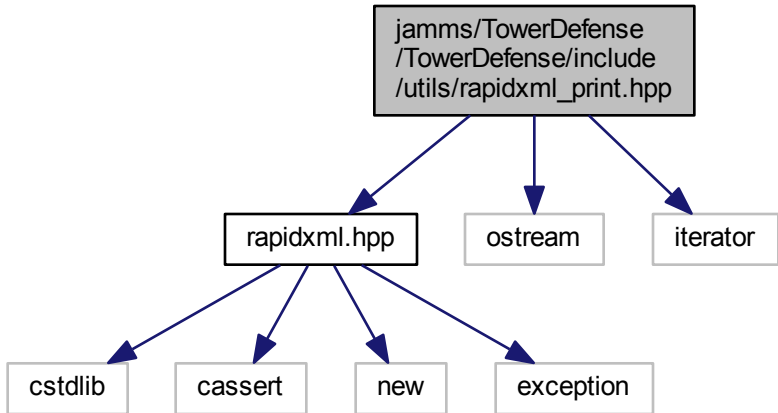 jamms/TowerDefense
/TowerDefense/include
/utils/rapidxml_print.hpp
rapidxml.hpp
ostream
iterator
cstdlib
cassert
new
exception